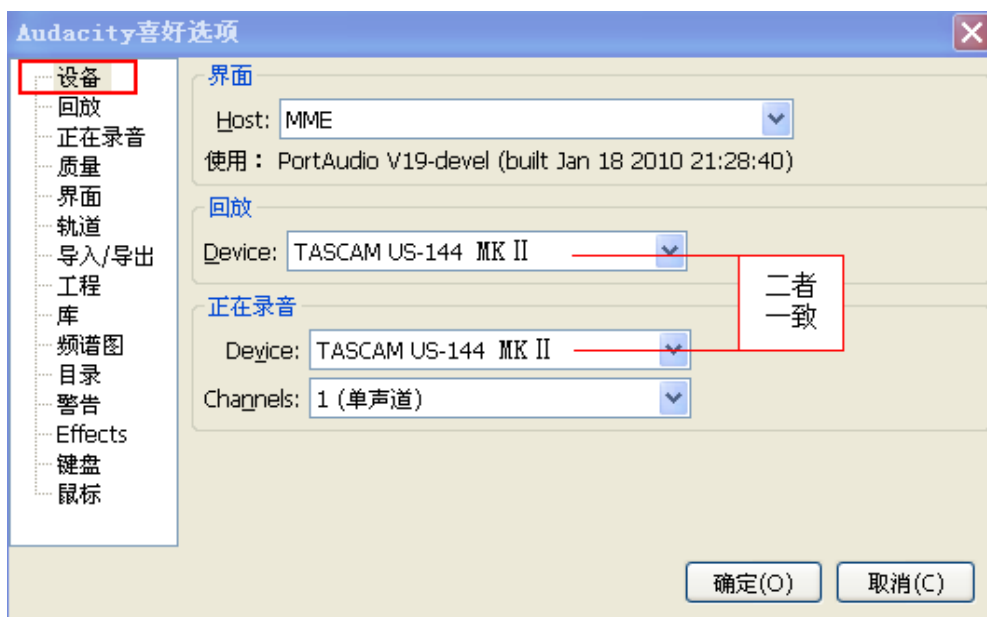 Audacity喜好选项
设备
回放
正在录音
质量
界面
轨道
导入/导出
工程
库
频谱图
目录
警告
Effects
键盘
鼠标
界面
Host: MME
使用： PortAudio V19-devel (built Jan 18 2010 21:28:40)
回放
Device: TASCAM US-144 MKⅡ
正在录音
Device: TASCAM US-144 MKⅡ
Channels: 1 (单声道)
二者
一致
确定(O) 取消(C)